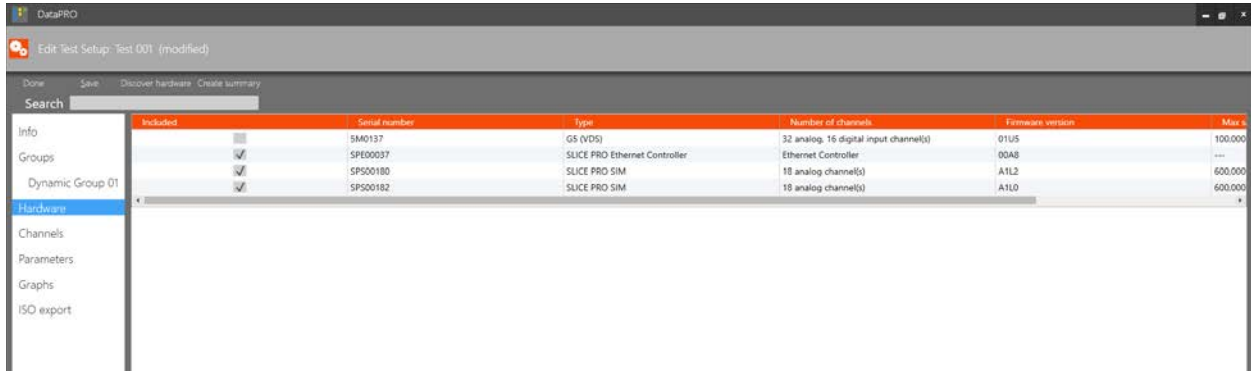 DataPRO
Edit Test Setup: Test 001 (modified)
Done Save Discover hardware Create summary
Search
Info
Groups
Dynamic Group 01
Hardware
Channels
Parameters
Graphs
ISO export
Included Serial number Type Number of channels Firmware version Max s
5M0137 G5 (VDS) 32 analog, 16 digital input channel(s) 01U5 100.000
SPE00037 SLICE PRO Ethernet Controller Ethernet Controller 00A8 ---
SPS00180 SLICE PRO SIM 18 analog channel(s) A1L2 600.000
SPS00182 SLICE PRO SIM 18 analog channel(s) A1L0 600.000